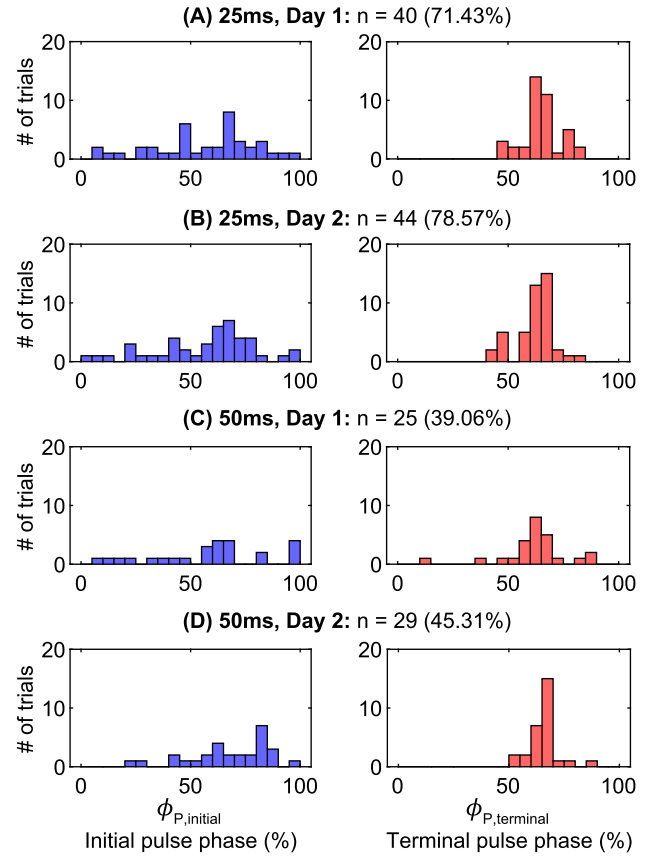 (A) 25ms, Day 1: n = 40 (71.43%)
# of trials
20
10
0
0 50 100
20
10
0
0 50 100
(B) 25ms, Day 2: n = 44 (78.57%)
# of trials
20
10
0
0 50 100
20
10
0
0 50 100
(C) 50ms, Day 1: n = 25 (39.06%)
# of trials
20
10
0
0 50 100
20
10
0
0 50 100
(D) 50ms, Day 2: n = 29 (45.31%)
# of trials
20
10
0
0 50 100
20
10
0
0 50 100
ϕP,initial
Initial pulse phase (%)
ϕP,terminal
Terminal pulse phase (%)